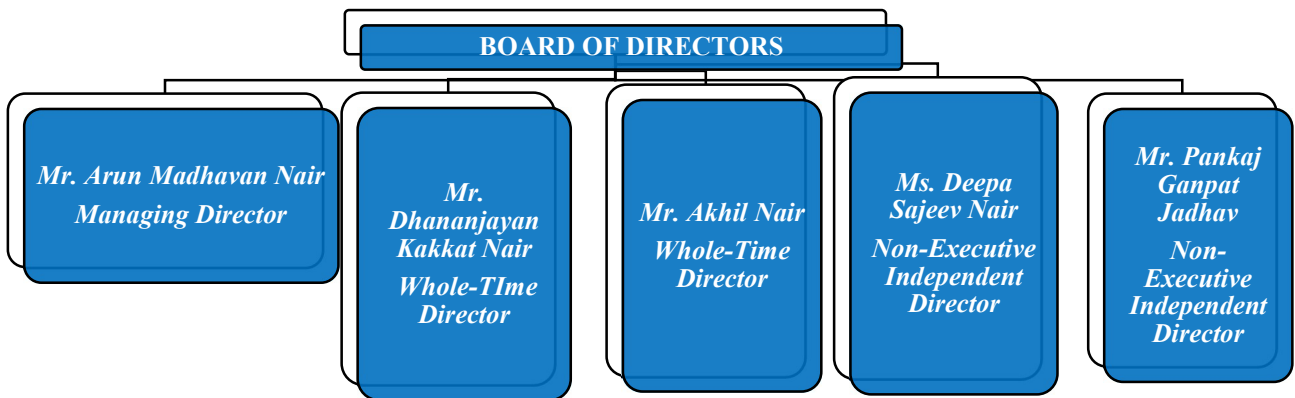 BOARD OF DIRECTORS
Mr. Arun Madhavan Nair
Managing Director
Mr.
Dhananjayan
Kakkat Nair
Whole-TIme
Director
Mr. Akhil Nair
Whole-Time
Director
Ms. Deepa
Sajeev Nair
Non-Executive
Independent
Director
Mr. Pankaj
Ganpat
Jadhav
Non-
Executive
Independent
Director